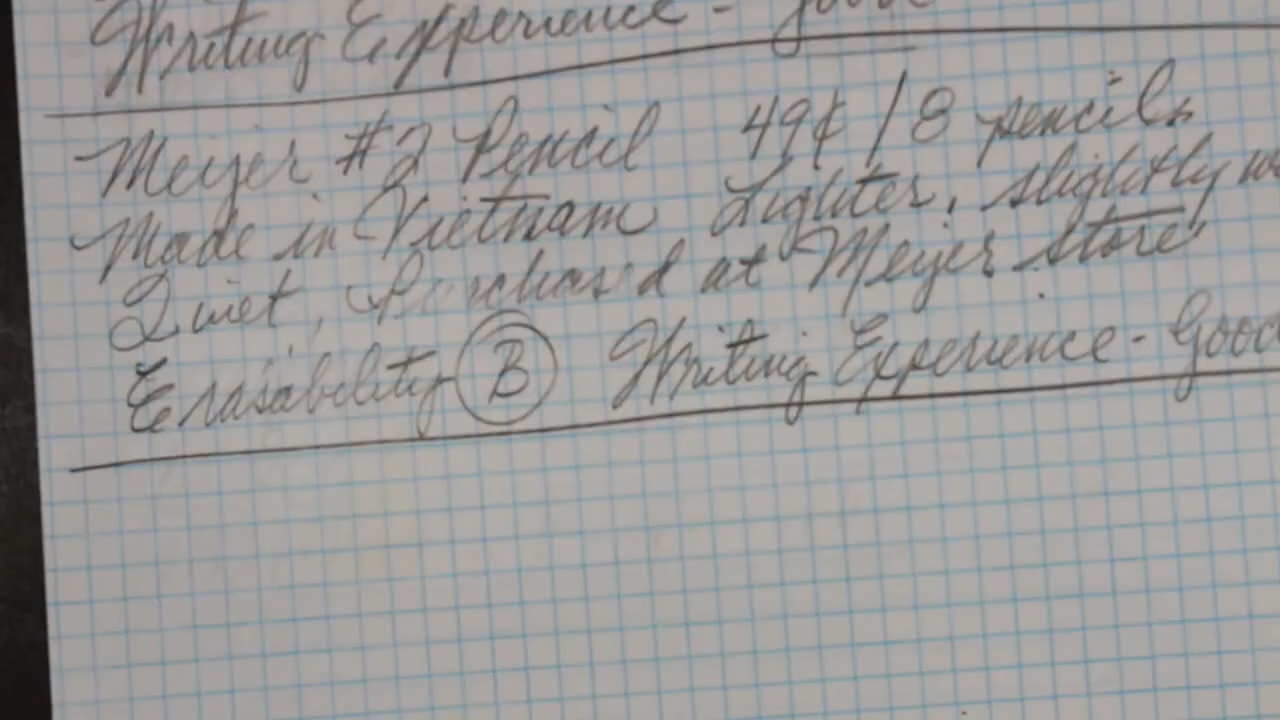 Writing Experience - good
Meijer #2 Pencil 49¢ / 8 pencils
Made in Vietnam Lighter, slightly
Quiet, Purchased at Meijer Store
Erasability B Writing Experience - Good